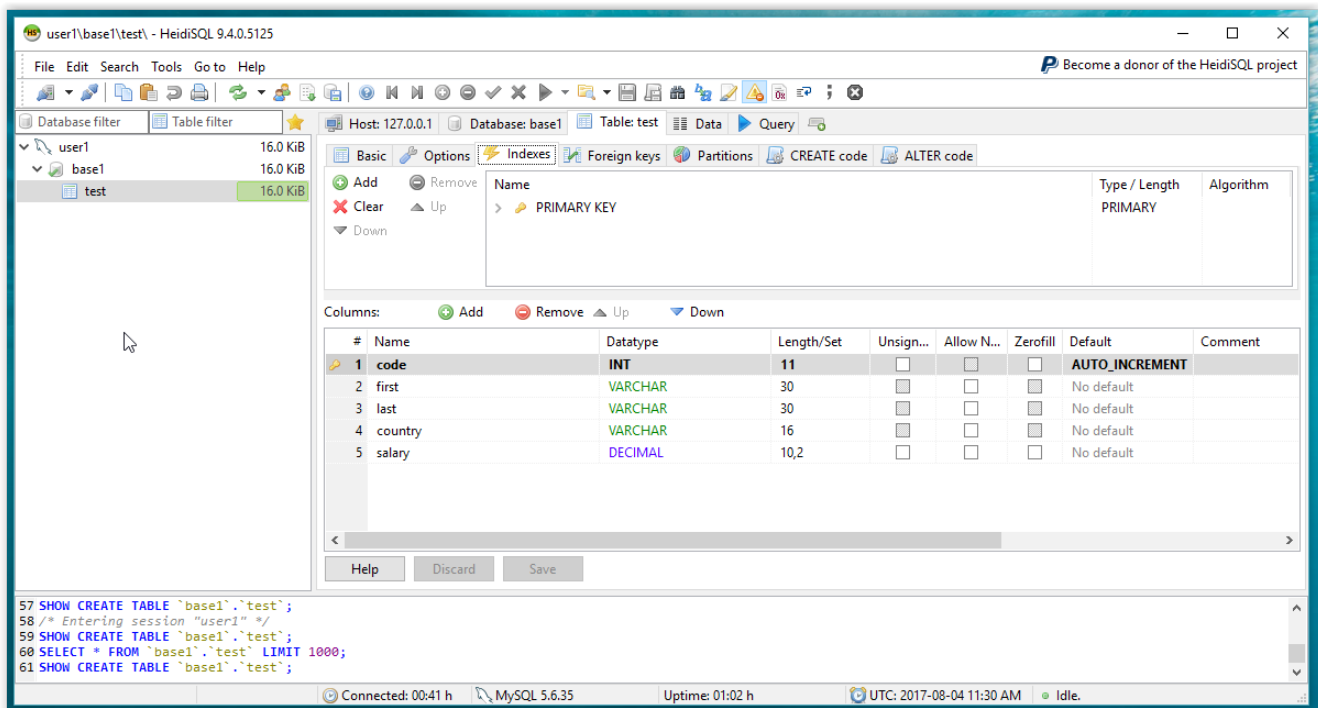 user1\base1\test\ - HeidiSQL 9.4.0.5125
File Edit Search Tools Go to Help
Become a donor of the HeidiSQL project
Database filter Table filter
Host: 127.0.0.1 Database: base1 Table: test Data Query
user1 16.0 KiB
base1 16.0 KiB
test 16.0 KiB
Basic Options Indexes Foreign keys Partitions CREATE code ALTER code
Add Remove
Clear Up
Down
Name Type / Length Algorithm
PRIMARY KEY PRIMARY
Columns: Add Remove Up Down
# Name Datatype Length/Set Unsign... Allow N... Zerofill Default Comment
1 code INT 11 AUTO_INCREMENT
2 first VARCHAR 30 No default
3 last VARCHAR 30 No default
4 country VARCHAR 16 No default
5 salary DECIMAL 10,2 No default
Help Discard Save
57 SHOW CREATE TABLE `base1`.`test`;
58 /* Entering session "user1" */
59 SHOW CREATE TABLE `base1`.`test`;
60 SELECT * FROM `base1`.`test` LIMIT 1000;
61 SHOW CREATE TABLE `base1`.`test`;
Connected: 00:41 h MySQL 5.6.35 Uptime: 01:02 h UTC: 2017-08-04 11:30 AM Idle.